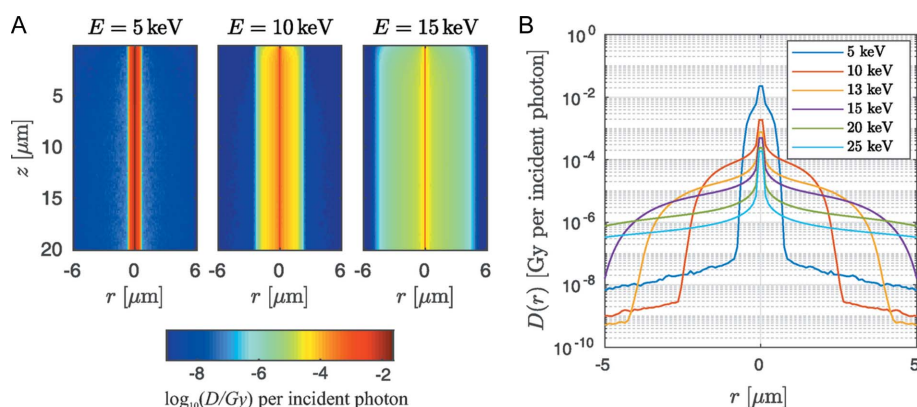 A
E = 5 keV
E = 10 keV
E = 15 keV
z [μm]
5
10
15
20
-6 0 6
-6 0 6
-6 0 6
r [μm]
r [μm]
r [μm]
-8 -6 -4 -2
log₁₀(D/Gy) per incident photon
B
D(r) [Gy per incident photon]
10⁰
10⁻²
10⁻⁴
10⁻⁶
10⁻⁸
10⁻¹⁰
5 keV
10 keV
13 keV
15 keV
20 keV
25 keV
-5 0 5
r [μm]